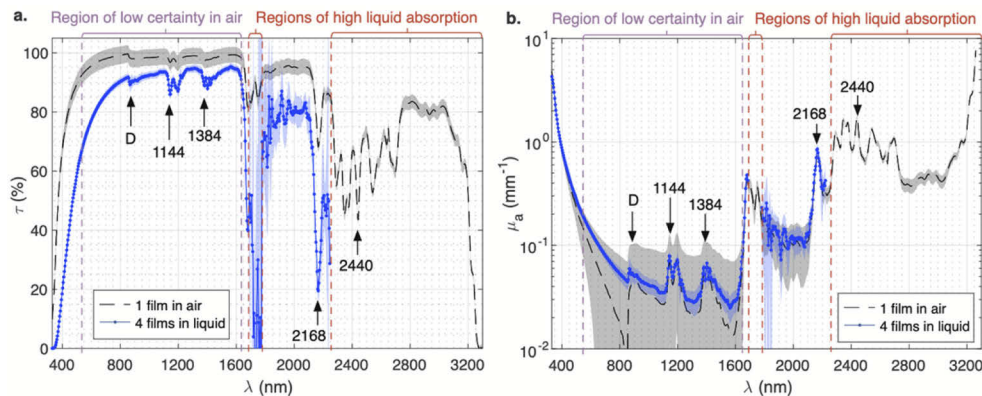 a.
Region of low certainty in air
Regions of high liquid absorption
100
80
60
40
20
0
τ (%)
D
1144
1384
2168
2440
1 film in air
4 films in liquid
400
800
1200
1600
2000
2400
2800
3200
λ (nm)
b.
Region of low certainty in air
Regions of high liquid absorption
10¹
10⁰
10⁻¹
10⁻²
μₐ (mm⁻¹)
D
1144
1384
2168
2440
1 film in air
4 films in liquid
400
800
1200
1600
2000
2400
2800
3200
λ (nm)